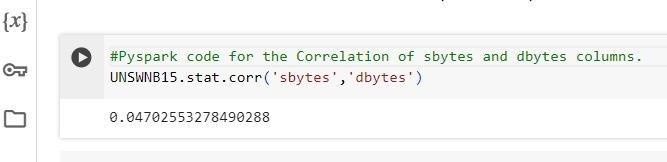 {x}
#Pyspark code for the Correlation of sbytes and dbytes columns.
UNSWNB15.stat.corr('sbytes','dbytes')
0.04702553278490288